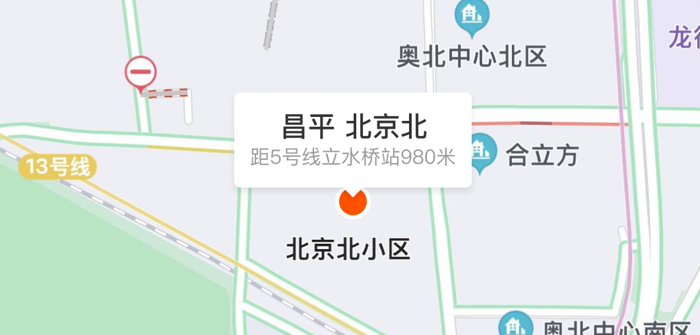 奥北中心北区
昌平 北京北
距5号线立水桥站980米
合立方
13号线
北京北小区
奥北中心南区